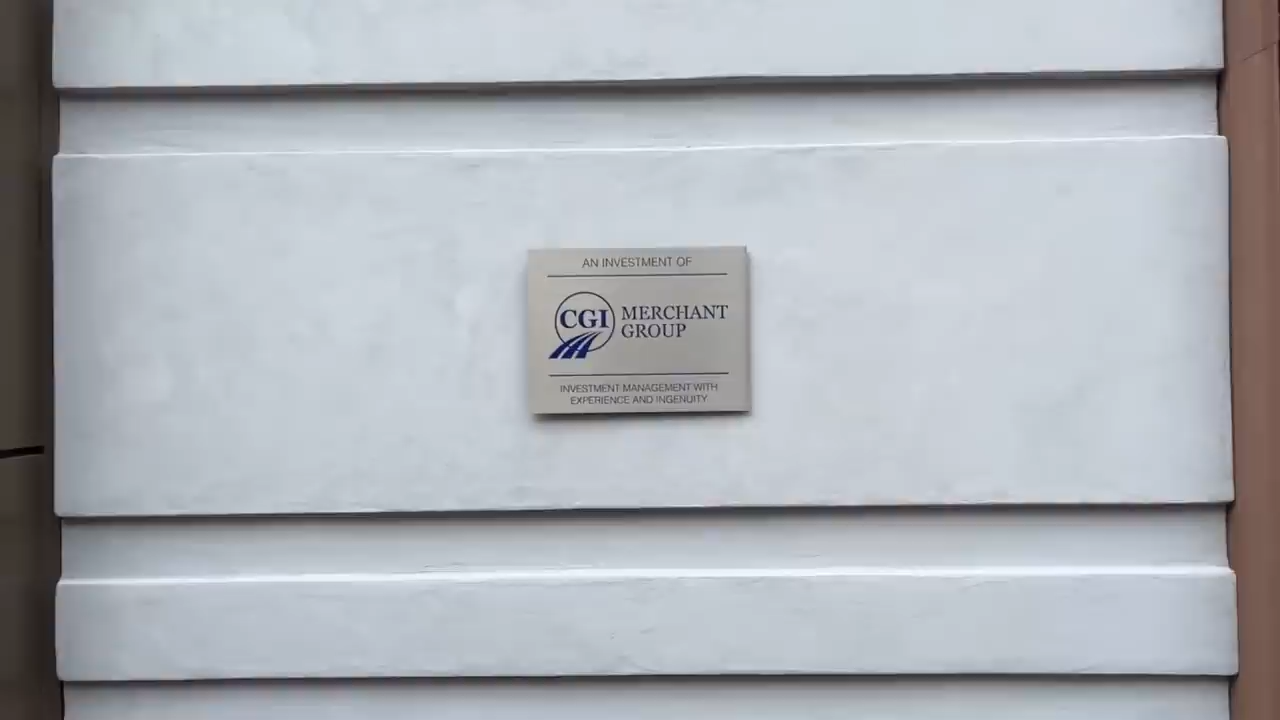 AN INVESTMENT OF
CGI MERCHANT
GROUP
INVESTMENT MANAGEMENT WITH
EXPERIENCE AND INGENUITY